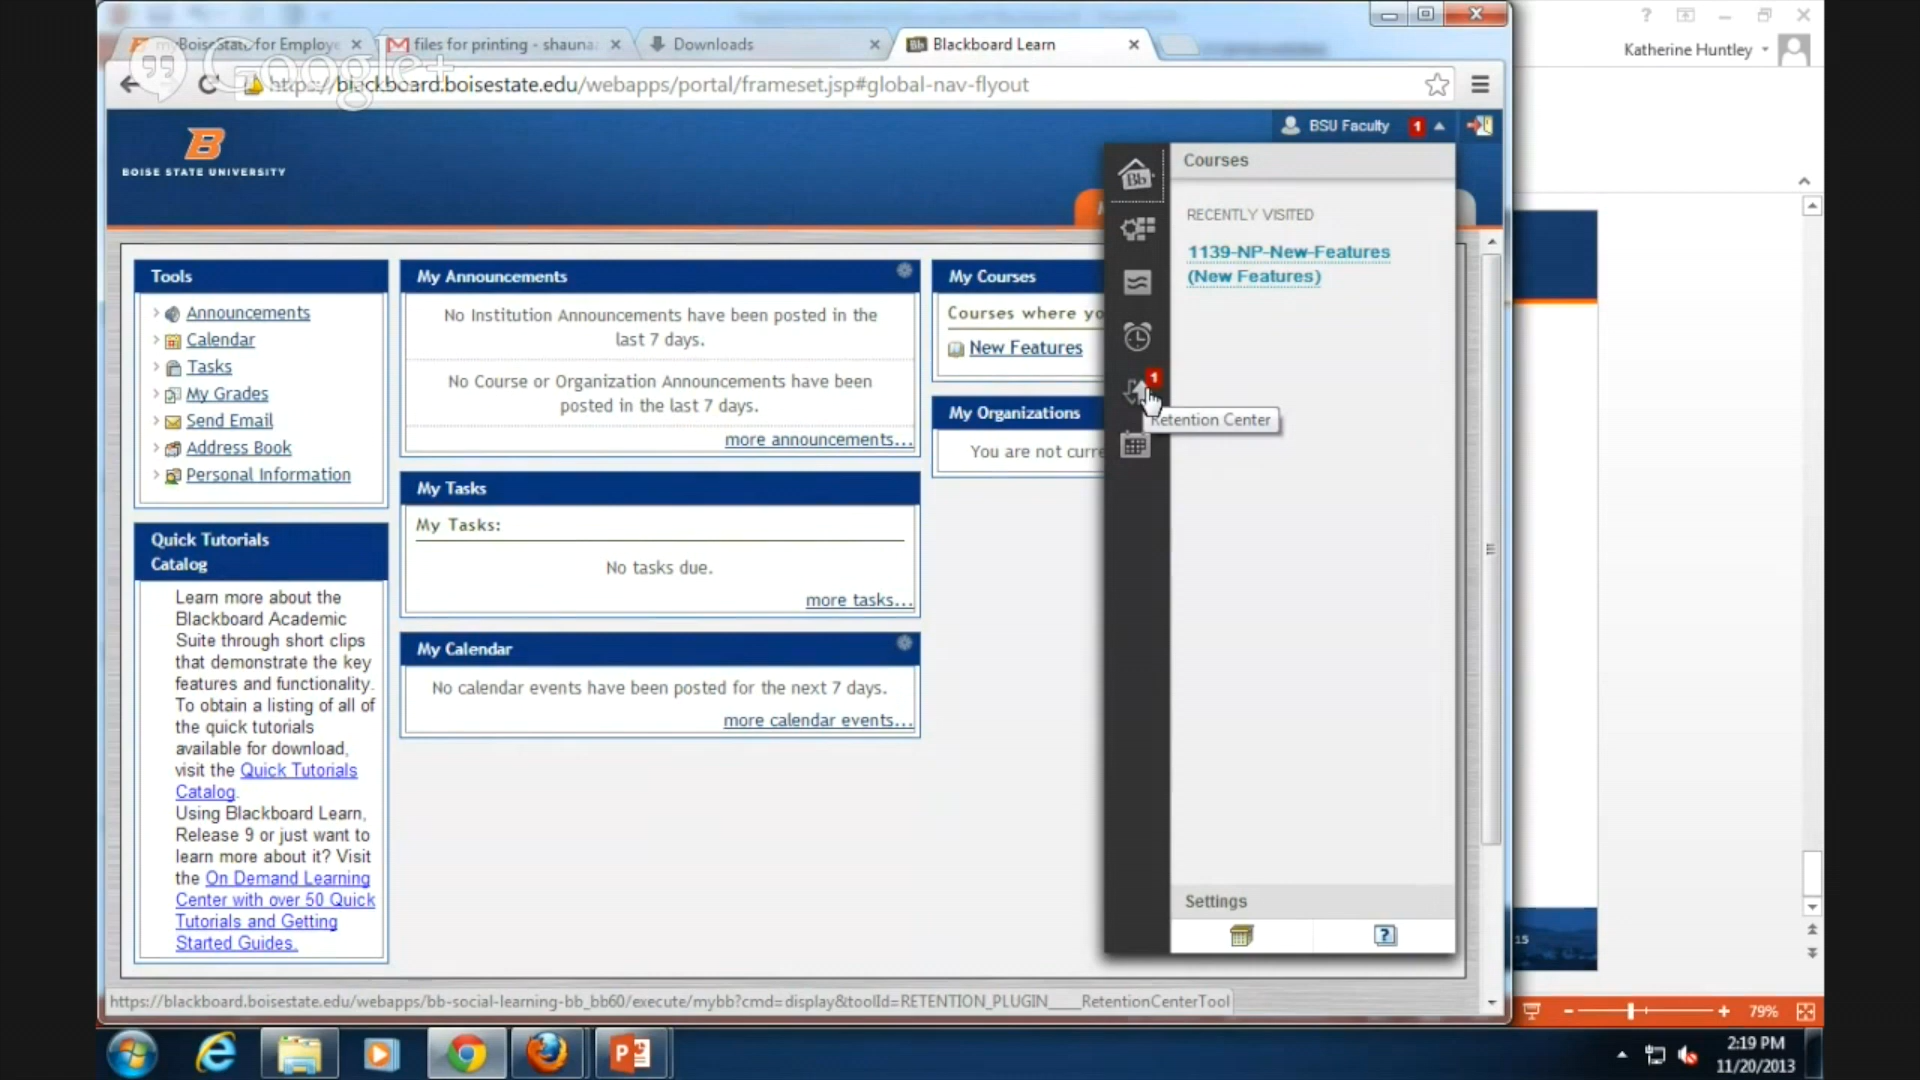 myBoiseState for Employe
files for printing - shauna
Downloads
Blackboard Learn
Google+
https://blackboard.boisestate.edu/webapps/portal/frameset.jsp#global-nav-flyout
Katherine Huntley
B
BOISE STATE UNIVERSITY
BSU Faculty 1
Bb
Courses
RECENTLY VISITED
1139-NP-New-Features
(New Features)
1
Retention Center
Settings
Tools
Announcements
Calendar
Tasks
My Grades
Send Email
Address Book
Personal Information
Quick Tutorials
Catalog
Learn more about the
Blackboard Academic
Suite through short clips
that demonstrate the key
features and functionality.
To obtain a listing of all of
the quick tutorials
available for download,
visit the Quick Tutorials
Catalog.
Using Blackboard Learn,
Release 9 or just want to
learn more about it? Visit
the On Demand Learning
Center with over 50 Quick
Tutorials and Getting
Started Guides.
My Announcements
No Institution Announcements have been posted in the
last 7 days.
No Course or Organization Announcements have been
posted in the last 7 days.
more announcements...
My Tasks
My Tasks:
No tasks due.
more tasks...
My Calendar
No calendar events have been posted for the next 7 days.
more calendar events...
My Courses
Courses where yo
New Features
My Organizations
You are not curre
https://blackboard.boisestate.edu/webapps/bb-social-learning-bb_bb60/execute/mybb?cmd=display&toolId=RETENTION_PLUGIN____RetentionCenterTool
15
79%
2:19 PM
11/20/2013